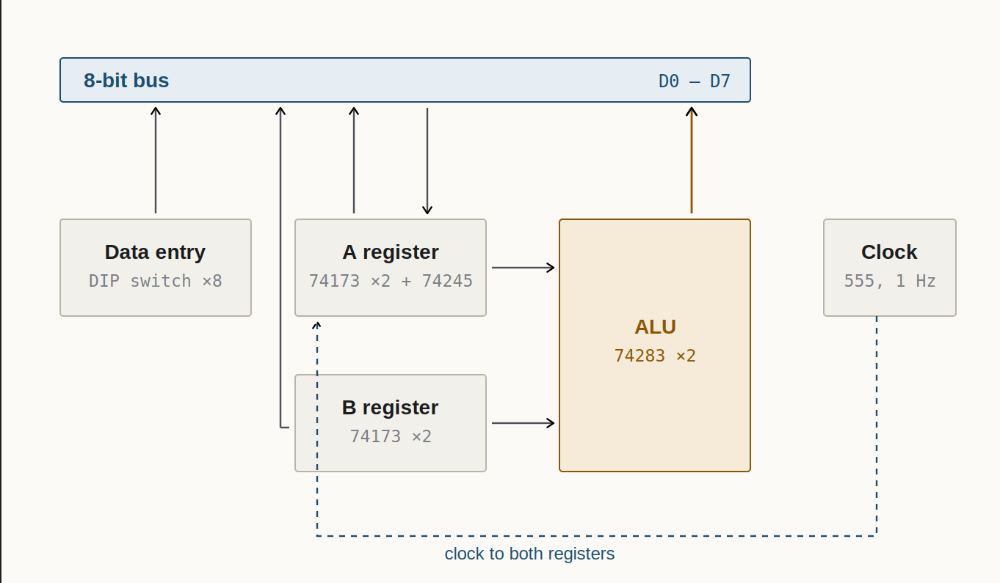 8-bit bus D0 — D7
Data entry
DIP switch ×8
A register
74173 ×2 + 74245
Clock
555, 1 Hz
ALU
74283 ×2
B register
74173 ×2
clock to both registers